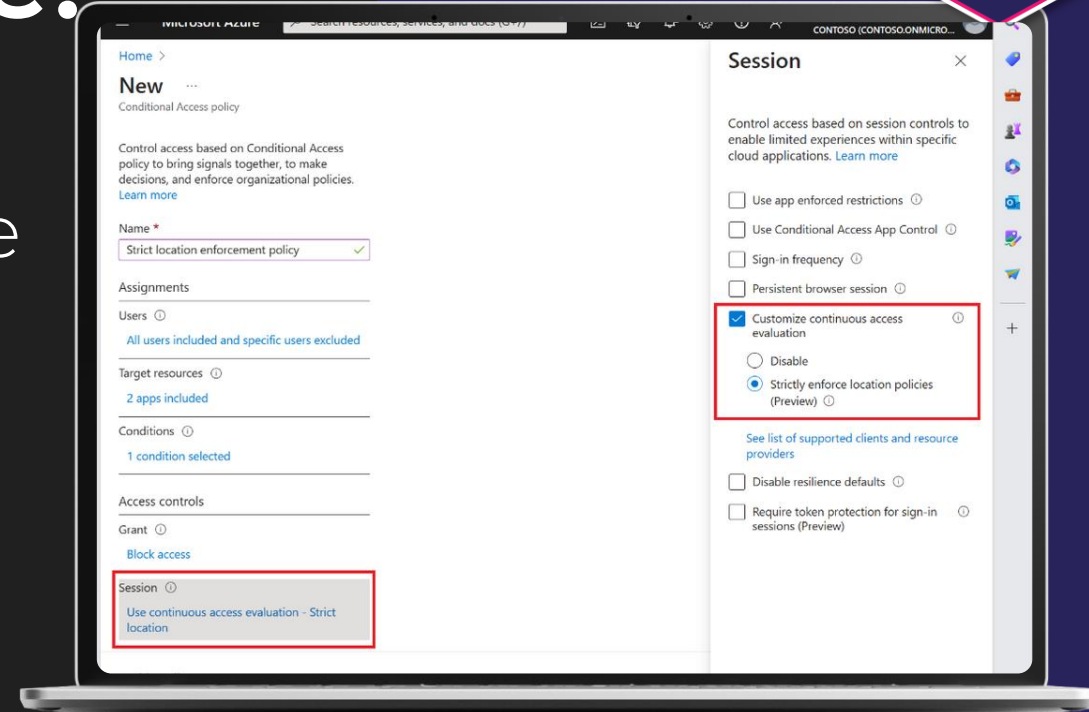 e.
e
Microsoft Azure
Search resources, services, and docs (G+/)
CONTOSO (CONTOSO.ONMICRO...
Home >
New ...
Conditional Access policy
Control access based on Conditional Access
policy to bring signals together, to make
decisions, and enforce organizational policies.
Learn more
Name *
Strict location enforcement policy
Assignments
Users
All users included and specific users excluded
Target resources
2 apps included
Conditions
1 condition selected
Access controls
Grant
Block access
Session
Use continuous access evaluation - Strict
location
Session
Control access based on session controls to
enable limited experiences within specific
cloud applications. Learn more
Use app enforced restrictions
Use Conditional Access App Control
Sign-in frequency
Persistent browser session
Customize continuous access
evaluation
Disable
Strictly enforce location policies
(Preview)
See list of supported clients and resource
providers
Disable resilience defaults
Require token protection for sign-in
sessions (Preview)